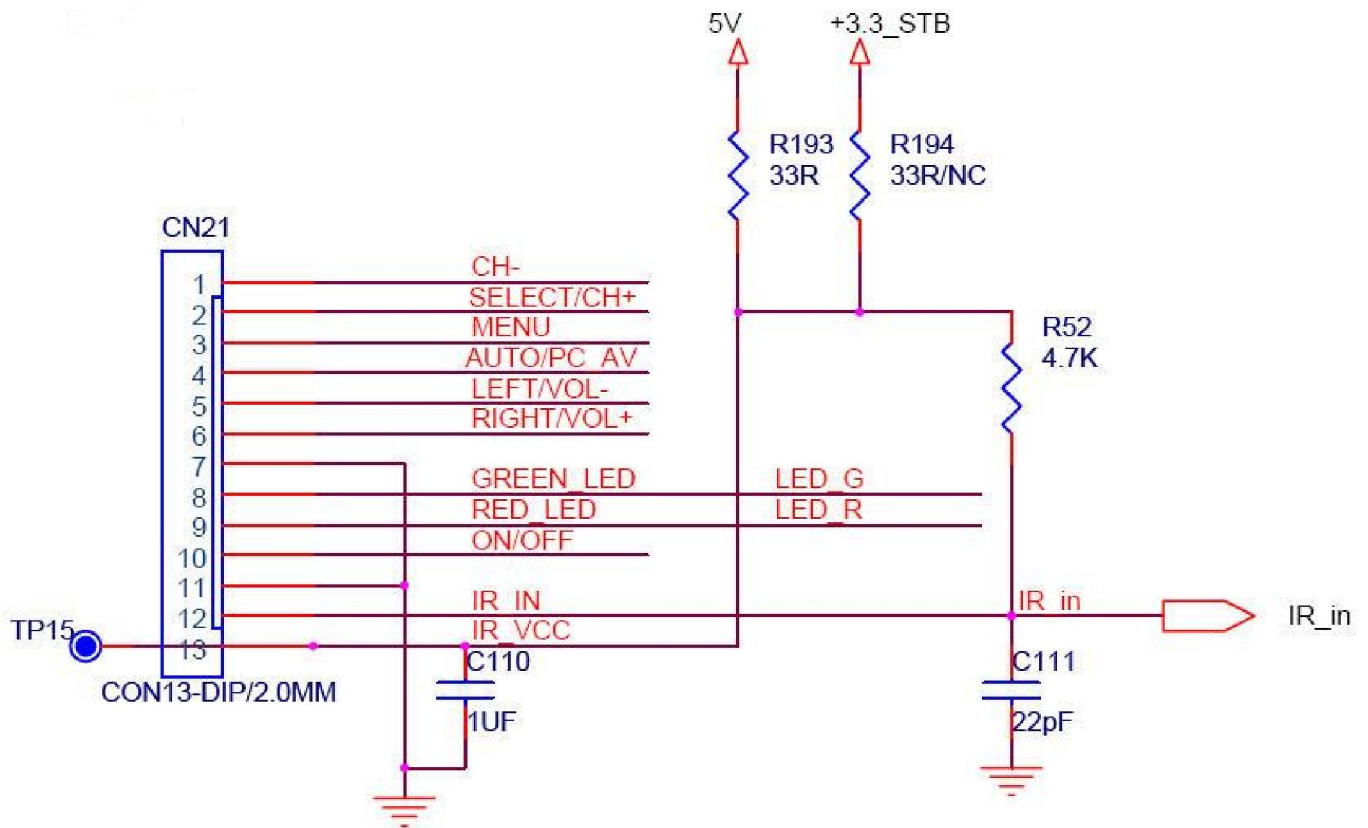 5V
+3.3_STB
R193
33R
R194
33R/NC
CN21
1
CH-
2
SELECT/CH+
3
MENU
4
AUTO/PC_AV
5
LEFT/VOL-
6
RIGHT/VOL+
R52
4.7K
7
8
GREEN_LED
LED_G
9
RED_LED
LED_R
10
ON/OFF
11
12
IR_IN
IR_in
IR_in
TP15
13
IR_VCC
CON13-DIP/2.0MM
C110
1UF
C111
22pF